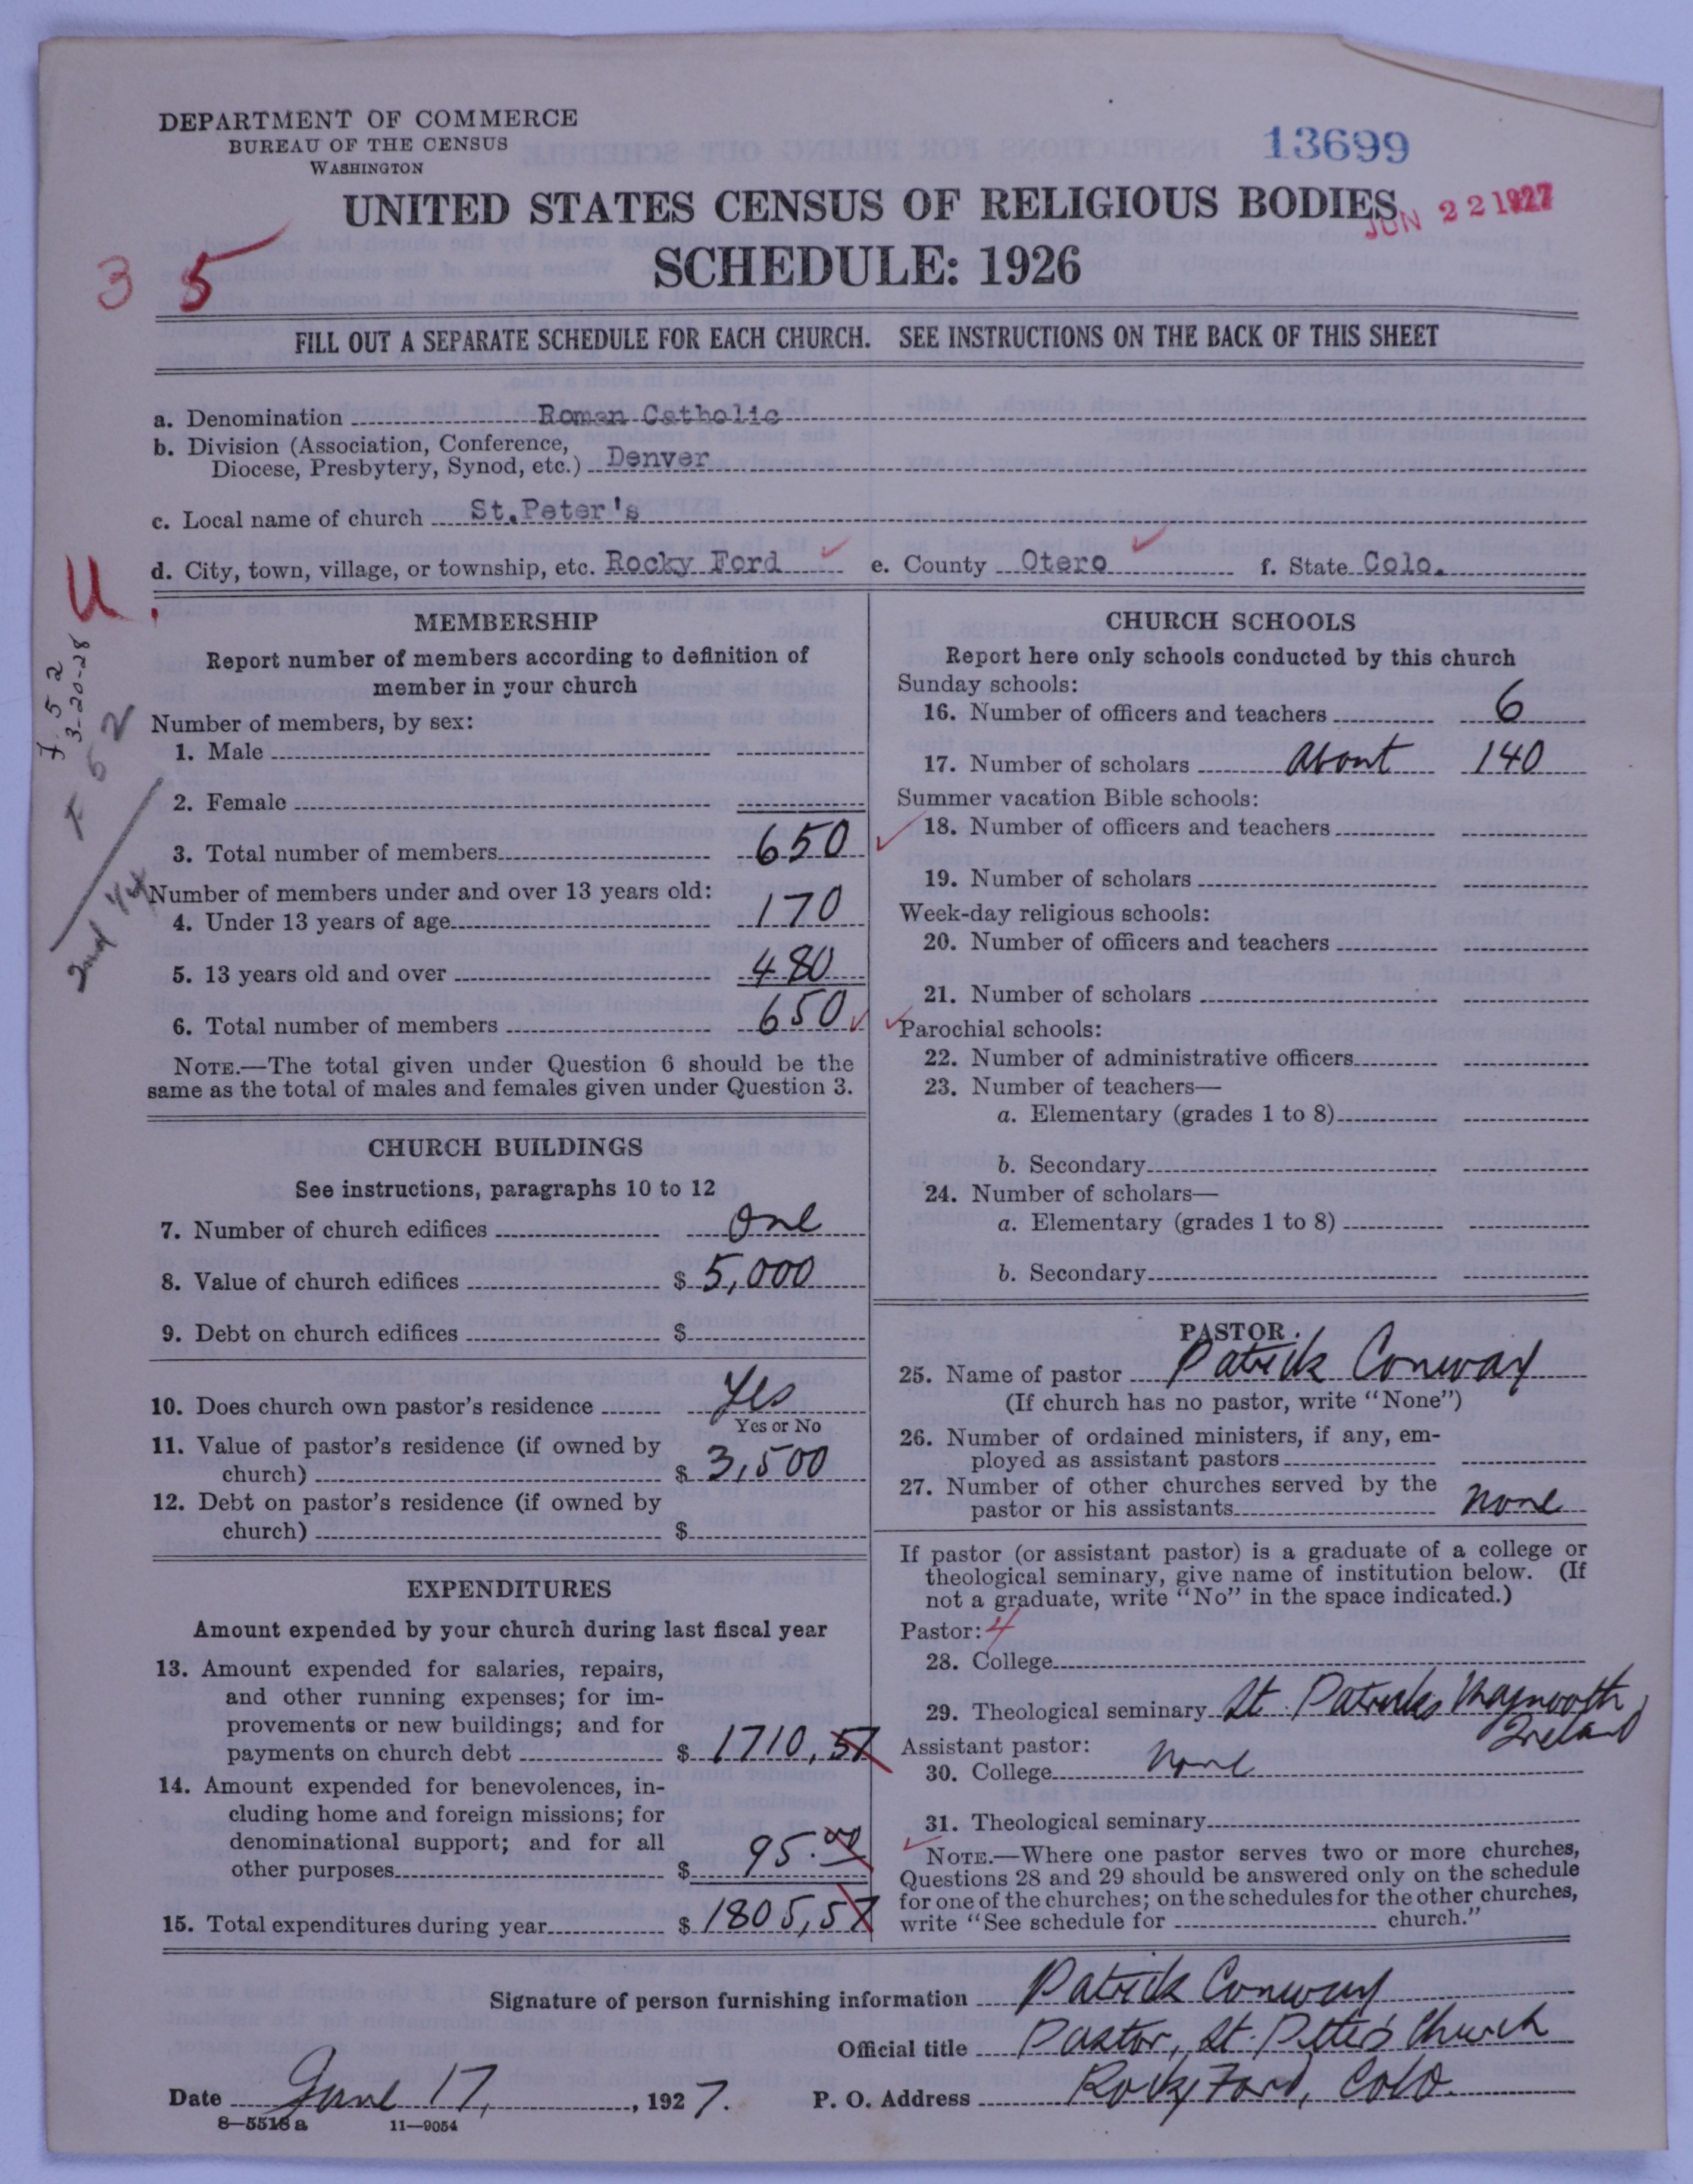 DEPARTMENT OF COMMERCE
BUREAU OF THE CENSUS
WASHINGTON
13699
UNITED STATES CENSUS OF RELIGIOUS BODIES
JUN 22 1927
SCHEDULE: 1926
3 5
FILL OUT A SEPARATE SCHEDULE FOR EACH CHURCH. SEE INSTRUCTIONS ON THE BACK OF THIS SHEET
a. Denomination Roman Catholic
b. Division (Association, Conference,
Diocese, Presbytery, Synod, etc.) Denver
c. Local name of church St.Peter's
d. City, town, village, or township, etc. Rocky Ford e. County Otero f. State Colo.
U.
3-20-28
MEMBERSHIP
Report number of members according to definition of
member in your church
Number of members, by sex:
1. Male
2. Female
3. Total number of members 650
Number of members under and over 13 years old:
4. Under 13 years of age 170
5. 13 years old and over 480
6. Total number of members 650
NOTE.—The total given under Question 6 should be the
same as the total of males and females given under Question 3.
CHURCH BUILDINGS
See instructions, paragraphs 10 to 12
7. Number of church edifices One
8. Value of church edifices $ 5,000
9. Debt on church edifices $
10. Does church own pastor's residence Yes
Yes or No
11. Value of pastor's residence (if owned by
church) $ 3,500
12. Debt on pastor's residence (if owned by
church) $
EXPENDITURES
Amount expended by your church during last fiscal year
13. Amount expended for salaries, repairs,
and other running expenses; for im-
provements or new buildings; and for
payments on church debt $ 1710,57
14. Amount expended for benevolences, in-
cluding home and foreign missions; for
denominational support; and for all
other purposes $ 95.00
15. Total expenditures during year $ 1805,57
CHURCH SCHOOLS
Report here only schools conducted by this church
Sunday schools:
16. Number of officers and teachers 6
17. Number of scholars about 140
Summer vacation Bible schools:
18. Number of officers and teachers
19. Number of scholars
Week-day religious schools:
20. Number of officers and teachers
21. Number of scholars
Parochial schools:
22. Number of administrative officers
23. Number of teachers—
a. Elementary (grades 1 to 8)
b. Secondary
24. Number of scholars—
a. Elementary (grades 1 to 8)
b. Secondary
PASTOR
25. Name of pastor Patrick Conway
(If church has no pastor, write "None")
26. Number of ordained ministers, if any, em-
ployed as assistant pastors
27. Number of other churches served by the
pastor or his assistants none
If pastor (or assistant pastor) is a graduate of a college or
theological seminary, give name of institution below. (If
not a graduate, write "No" in the space indicated.)
Pastor: 4
28. College
29. Theological seminary St. Patricks Maynooth,
Ireland
Assistant pastor:
30. College none
31. Theological seminary
NOTE.—Where one pastor serves two or more churches,
Questions 28 and 29 should be answered only on the schedule
for one of the churches; on the schedules for the other churches,
write "See schedule for church."
Signature of person furnishing information Patrick Conway
Official title Pastor, St. Peter's Church
Date June 17, 1927. P. O. Address Rocky Ford, Colo.
8—5518 a 11—9054